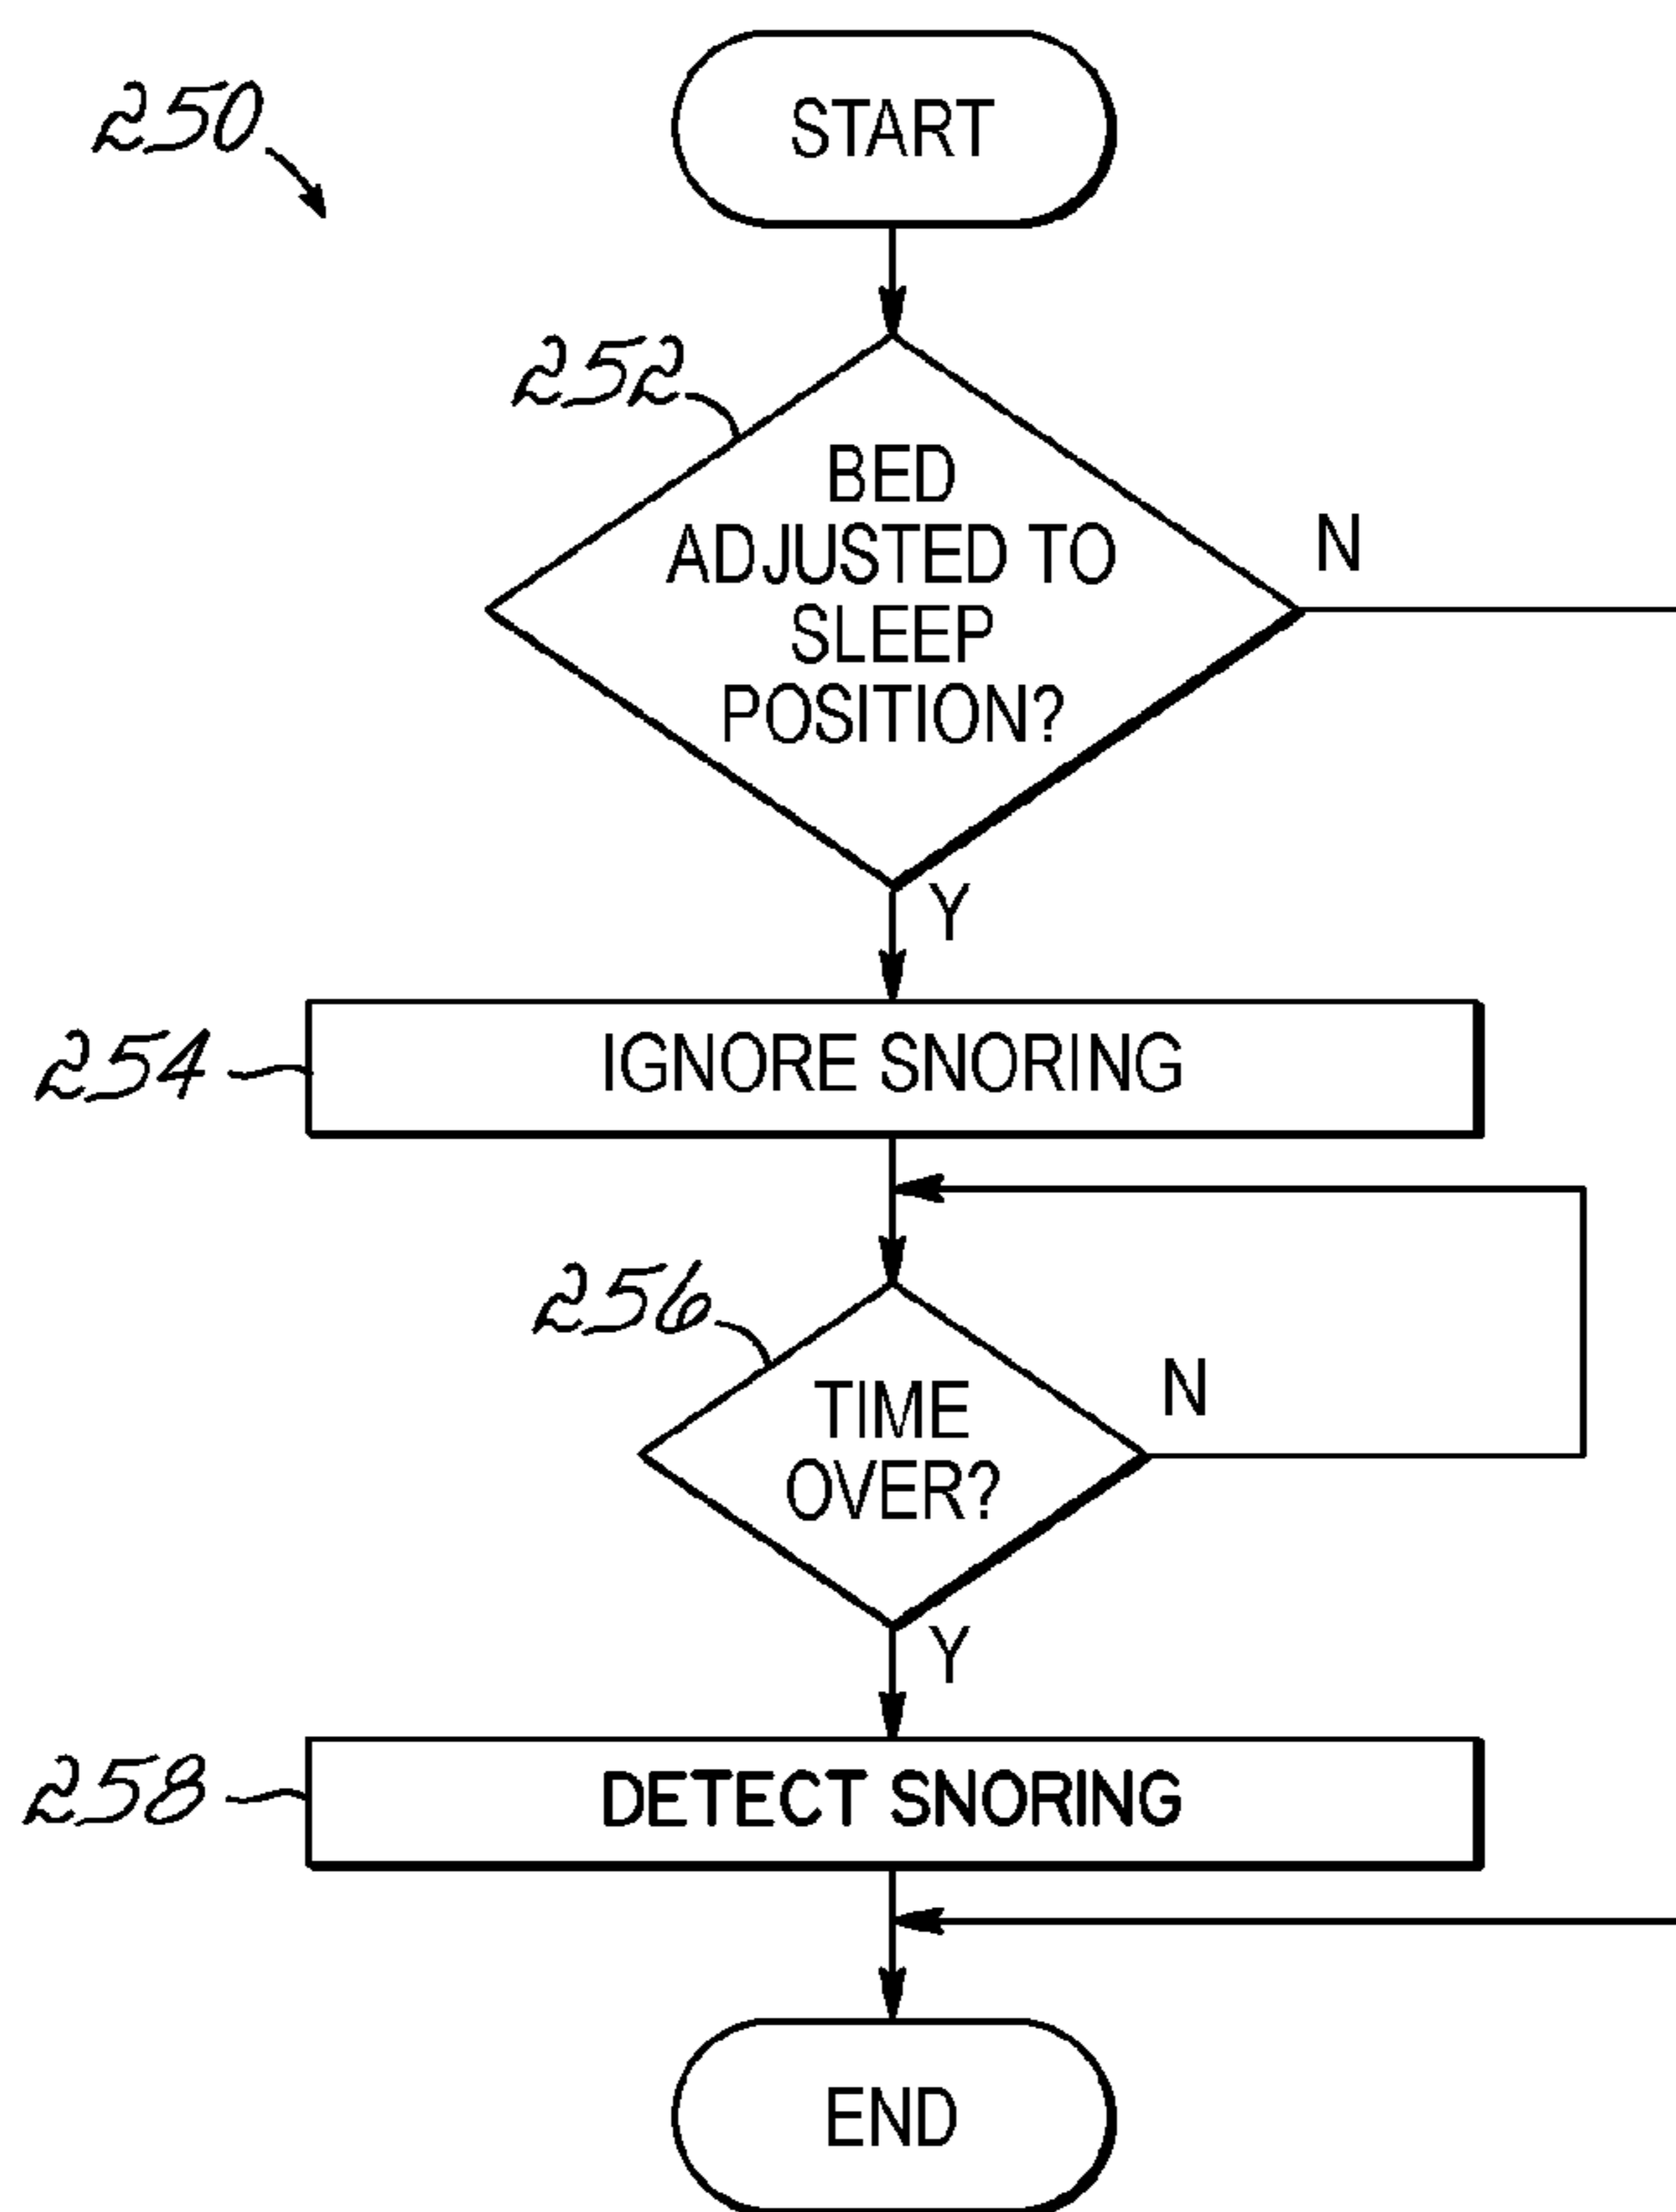 250
START
252
BED
ADJUSTED TO
SLEEP
POSITION?
N
Y
254
IGNORE SNORING
256
TIME
OVER?
N
Y
258
DETECT SNORING
END